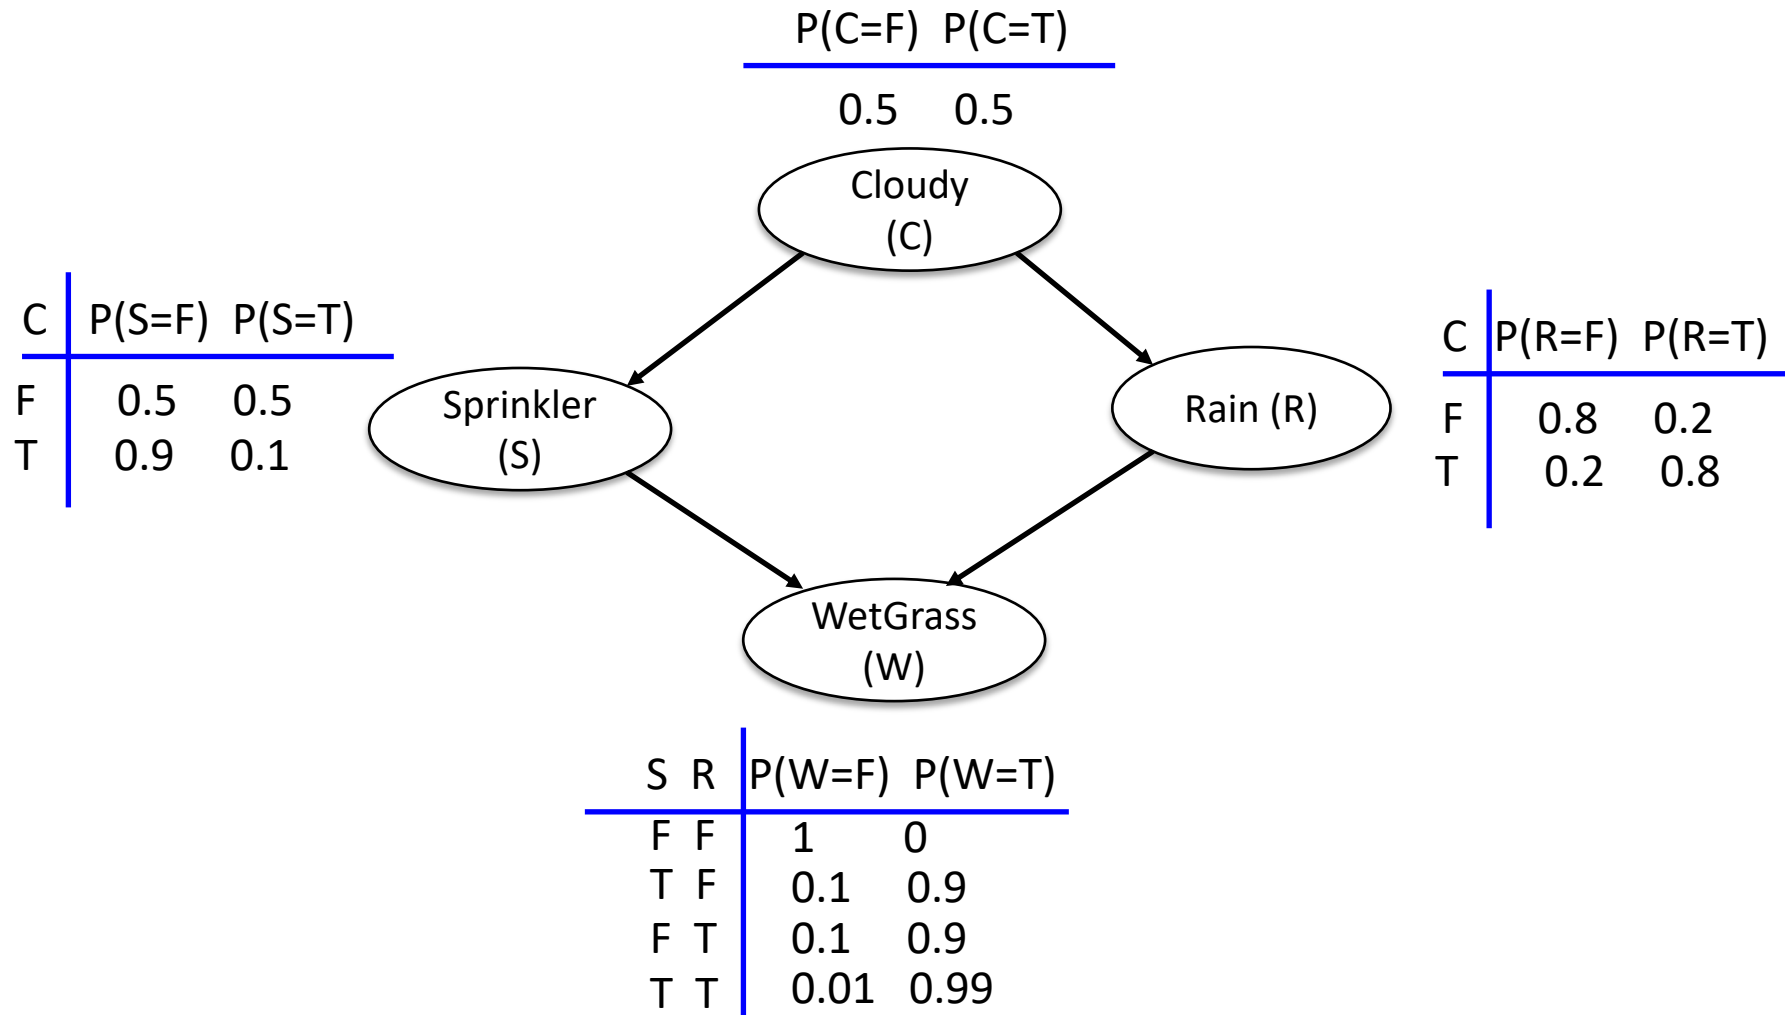 P(C=F) P(C=T)
0.5 0.5
Cloudy
(C)
C P(S=F) P(S=T)
F 0.5 0.5
T 0.9 0.1
Sprinkler
(S)
Rain (R)
C P(R=F) P(R=T)
F 0.8 0.2
T 0.2 0.8
WetGrass
(W)
S R P(W=F) P(W=T)
F F 1 0
T F 0.1 0.9
F T 0.1 0.9
T T 0.01 0.99